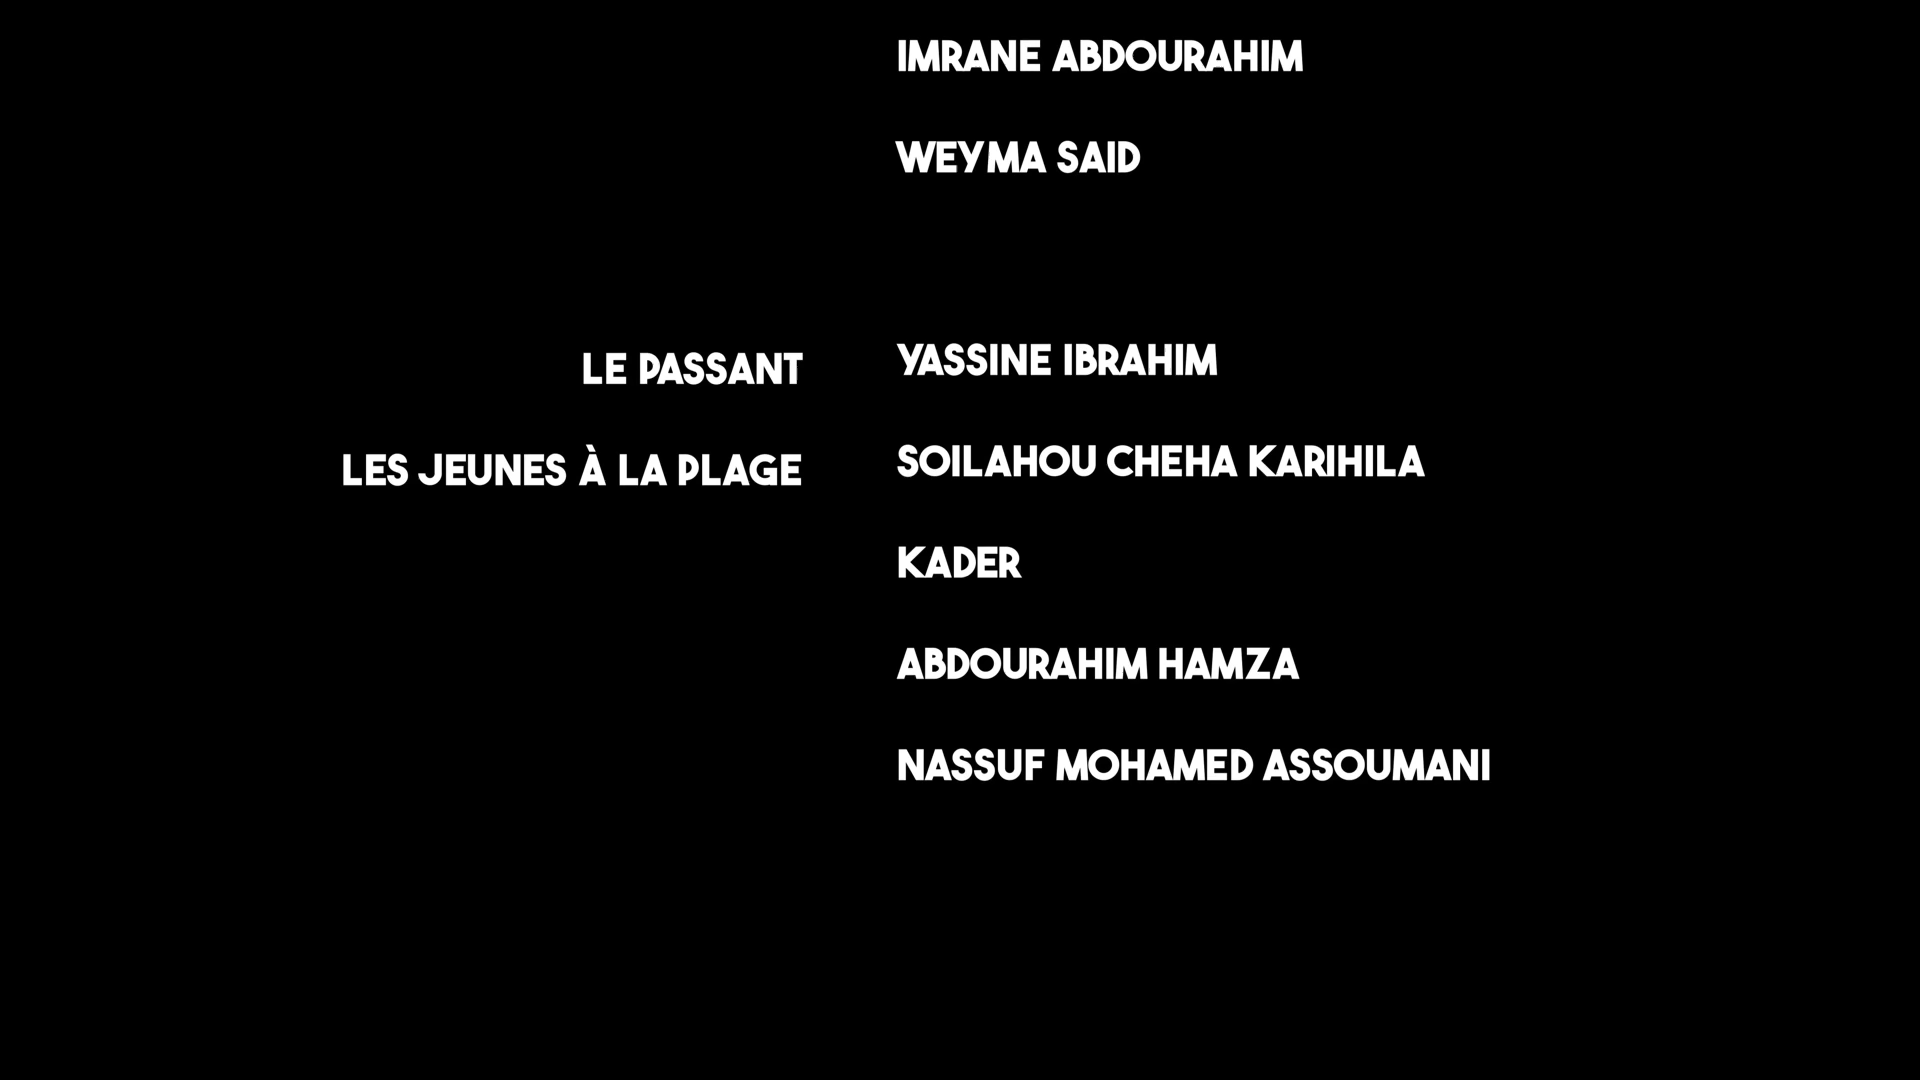 IMRANE ABDOURAHIM
WEYMA SAID
LE PASSANT YASSINE IBRAHIM
LES JEUNES À LA PLAGE SOILAHOU CHEHA KARIHILA
KADER
ABDOURAHIM HAMZA
NASSUF MOHAMED ASSOUMANI